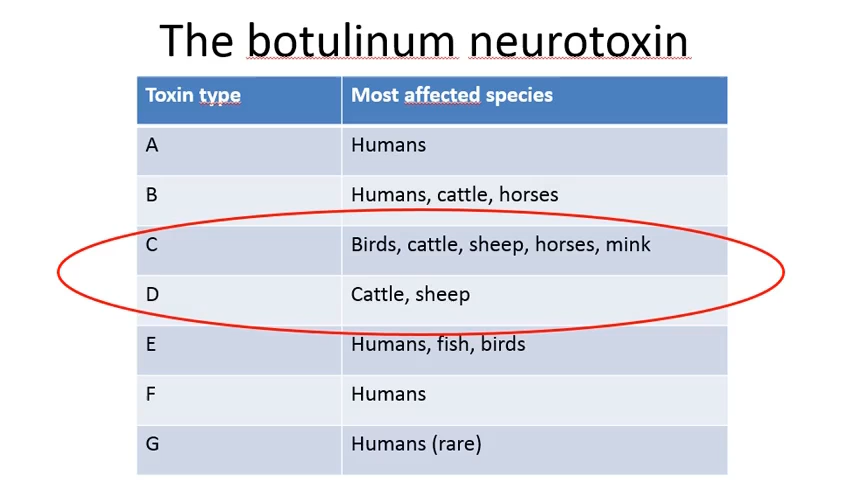 The botulinum neurotoxin
Toxin type Most affected species
A Humans
B Humans, cattle, horses
C Birds, cattle, sheep, horses, mink
D Cattle, sheep
E Humans, fish, birds
F Humans
G Humans (rare)